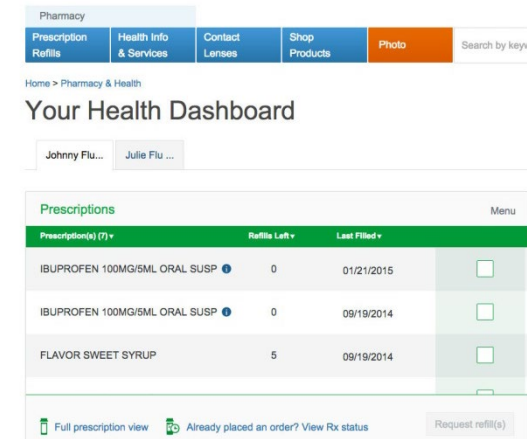 Pharmacy
Prescription Refills
Health Info & Services
Contact Lenses
Shop Products
Photo
Search by keyw
Home > Pharmacy & Health
Your Health Dashboard
Johnny Flu...
Julie Flu ...
Prescriptions
Menu
Prescription(s) (7)
Refills Left
Last Filled
IBUPROFEN 100MG/5ML ORAL SUSP 0 01/21/2015
IBUPROFEN 100MG/5ML ORAL SUSP 0 09/19/2014
FLAVOR SWEET SYRUP 5 09/19/2014
Full prescription view
Already placed an order? View Rx status
Request refill(s)